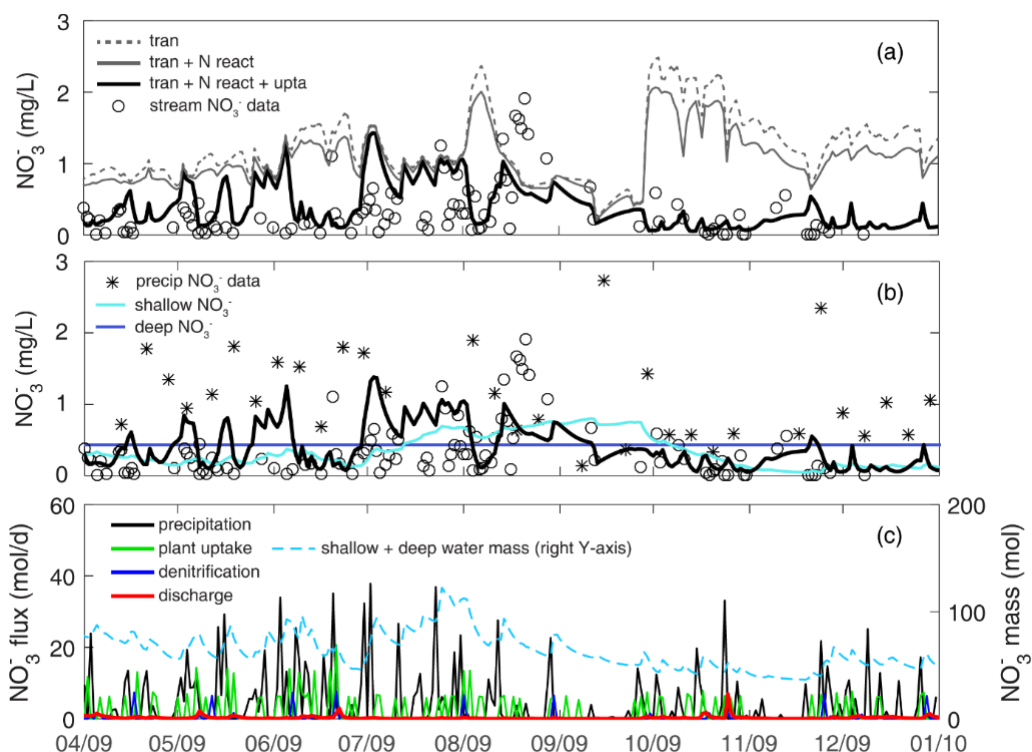 3
2
1
0
NO3- (mg/L)
tran
tran + N react
tran + N react + upta
stream NO3- data
(a)
3
2
1
0
NO3- (mg/L)
precip NO3- data
shallow NO3-
deep NO3-
(b)
60
40
20
0
NO3- flux (mol/d)
precipitation
plant uptake
denitrification
discharge
shallow + deep water mass (right Y-axis)
(c)
200
100
0
NO3- mass (mol)
04/09 05/09 06/09 07/09 08/09 09/09 10/09 11/09 12/09 01/10